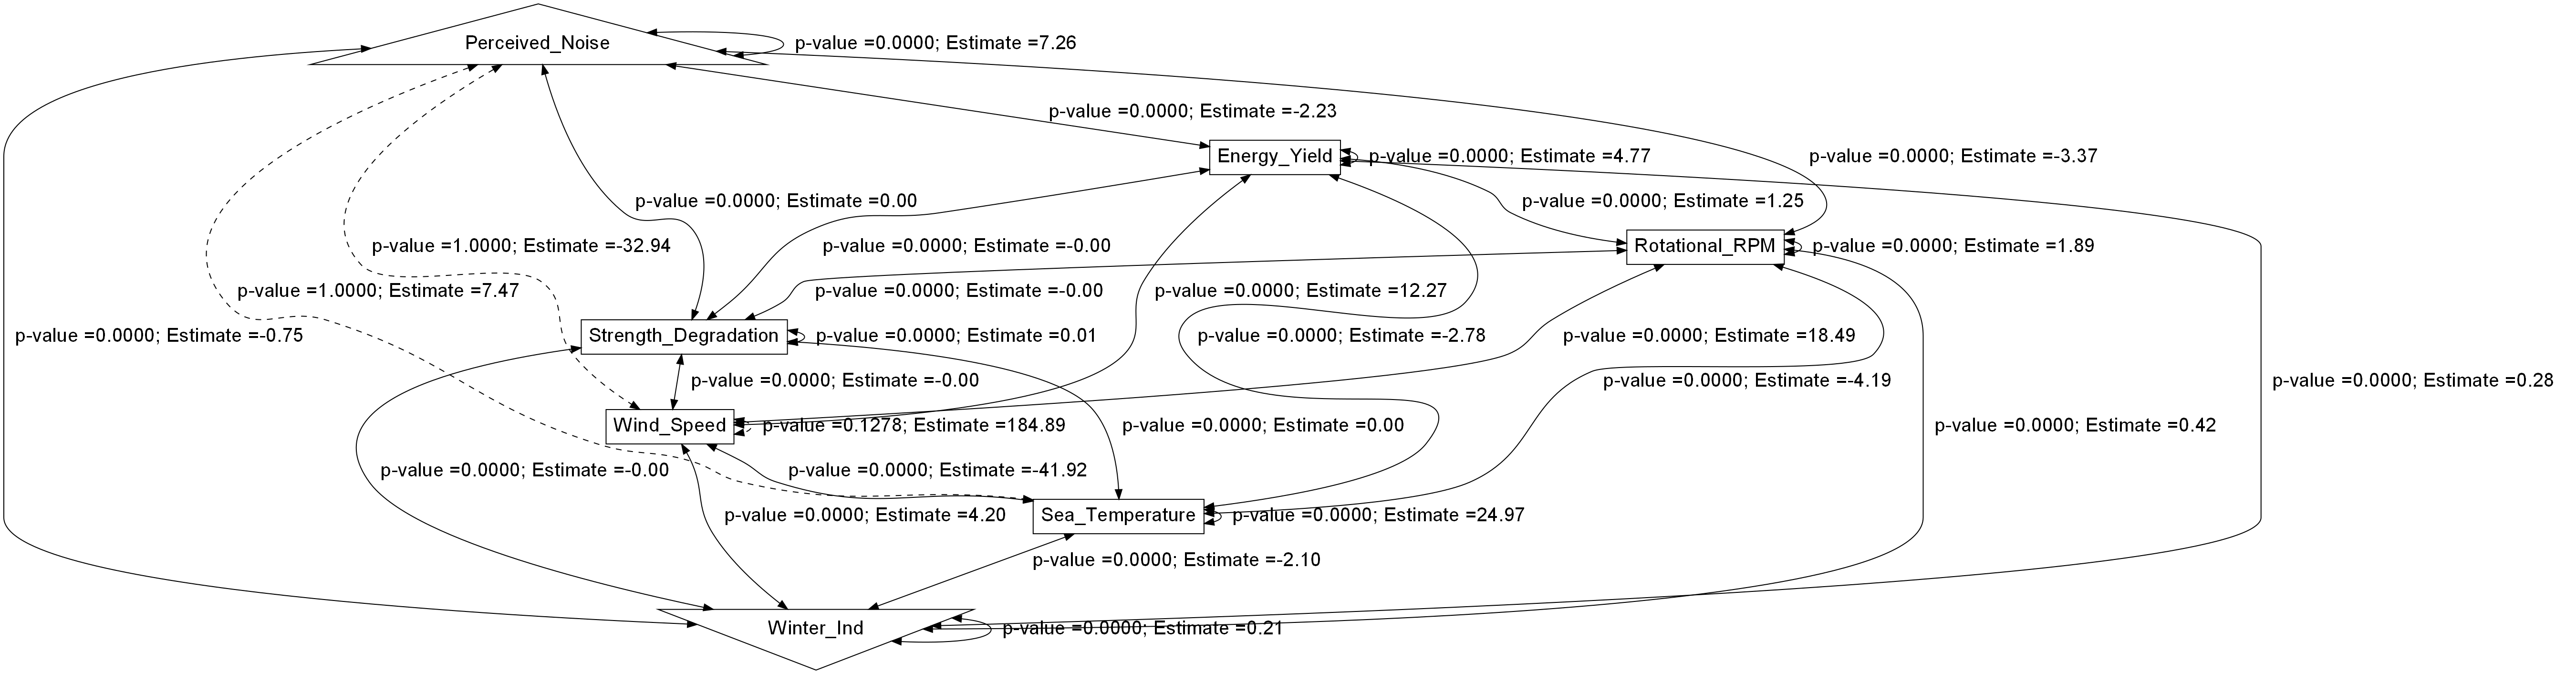 Perceived_Noise
p-value =0.0000; Estimate =7.26
p-value =0.0000; Estimate =-2.23
Energy_Yield
p-value =0.0000; Estimate =4.77
p-value =0.0000; Estimate =-3.37
p-value =0.0000; Estimate =0.00
p-value =0.0000; Estimate =1.25
p-value =1.0000; Estimate =-32.94
p-value =0.0000; Estimate =-0.00
Rotational_RPM
p-value =0.0000; Estimate =1.89
p-value =1.0000; Estimate =7.47
p-value =0.0000; Estimate =-0.00
p-value =0.0000; Estimate =12.27
p-value =0.0000; Estimate =-0.75
Strength_Degradation
p-value =0.0000; Estimate =0.01
p-value =0.0000; Estimate =-2.78
p-value =0.0000; Estimate =18.49
p-value =0.0000; Estimate =-0.00
p-value =0.0000; Estimate =-4.19
p-value =0.0000; Estimate =0.28
Wind_Speed
p-value =0.1278; Estimate =184.89
p-value =0.0000; Estimate =0.00
p-value =0.0000; Estimate =0.42
p-value =0.0000; Estimate =-0.00
p-value =0.0000; Estimate =-41.92
p-value =0.0000; Estimate =4.20
Sea_Temperature
p-value =0.0000; Estimate =24.97
p-value =0.0000; Estimate =-2.10
Winter_Ind
p-value =0.0000; Estimate =0.21